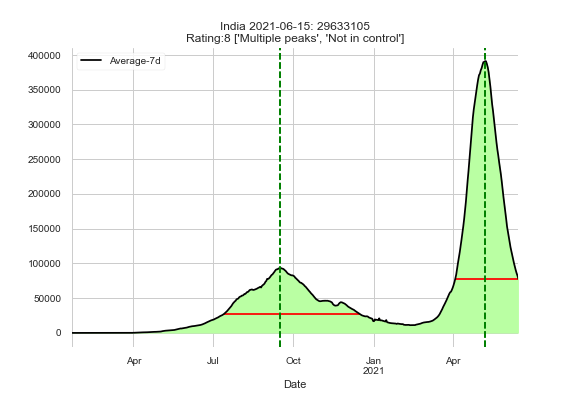 India 2021-06-15: 29633105
Rating:8 ['Multiple peaks', 'Not in control']
Average-7d
400000
350000
300000
250000
200000
150000
100000
50000
0
Apr Jul Oct Jan Apr
2021
Date